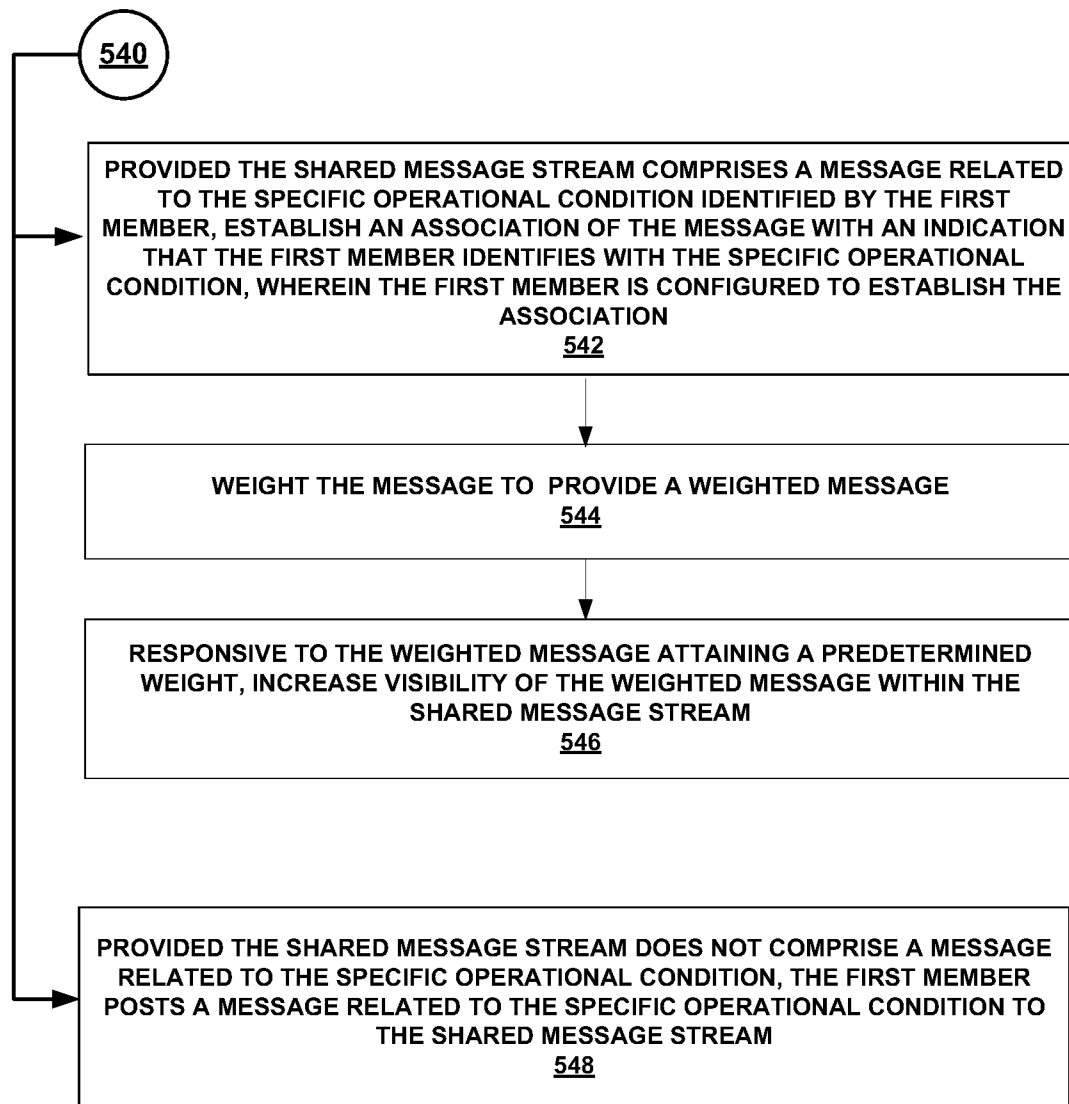 540
PROVIDED THE SHARED MESSAGE STREAM COMPRISES A MESSAGE RELATED
TO THE SPECIFIC OPERATIONAL CONDITION IDENTIFIED BY THE FIRST
MEMBER, ESTABLISH AN ASSOCIATION OF THE MESSAGE WITH AN INDICATION
THAT THE FIRST MEMBER IDENTIFIES WITH THE SPECIFIC OPERATIONAL
CONDITION, WHEREIN THE FIRST MEMBER IS CONFIGURED TO ESTABLISH THE
ASSOCIATION
542
WEIGHT THE MESSAGE TO PROVIDE A WEIGHTED MESSAGE
544
RESPONSIVE TO THE WEIGHTED MESSAGE ATTAINING A PREDETERMINED
WEIGHT, INCREASE VISIBILITY OF THE WEIGHTED MESSAGE WITHIN THE
SHARED MESSAGE STREAM
546
PROVIDED THE SHARED MESSAGE STREAM DOES NOT COMPRISE A MESSAGE
RELATED TO THE SPECIFIC OPERATIONAL CONDITION, THE FIRST MEMBER
POSTS A MESSAGE RELATED TO THE SPECIFIC OPERATIONAL CONDITION TO
THE SHARED MESSAGE STREAM
548